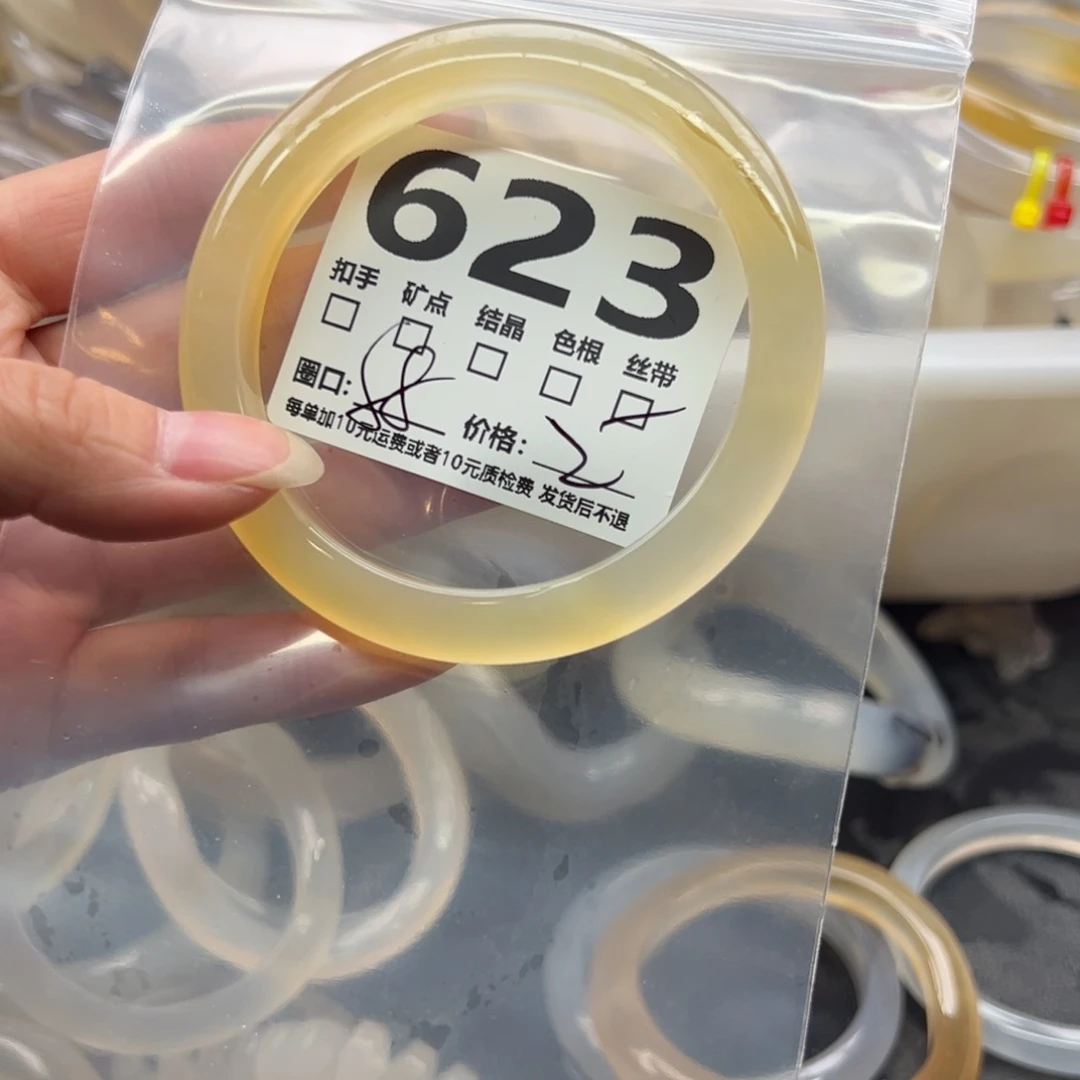 623
扣手 矿点 结晶 色根 丝带
圈口: 价格:
每单加10元运费或者10元质检费 发货后不退